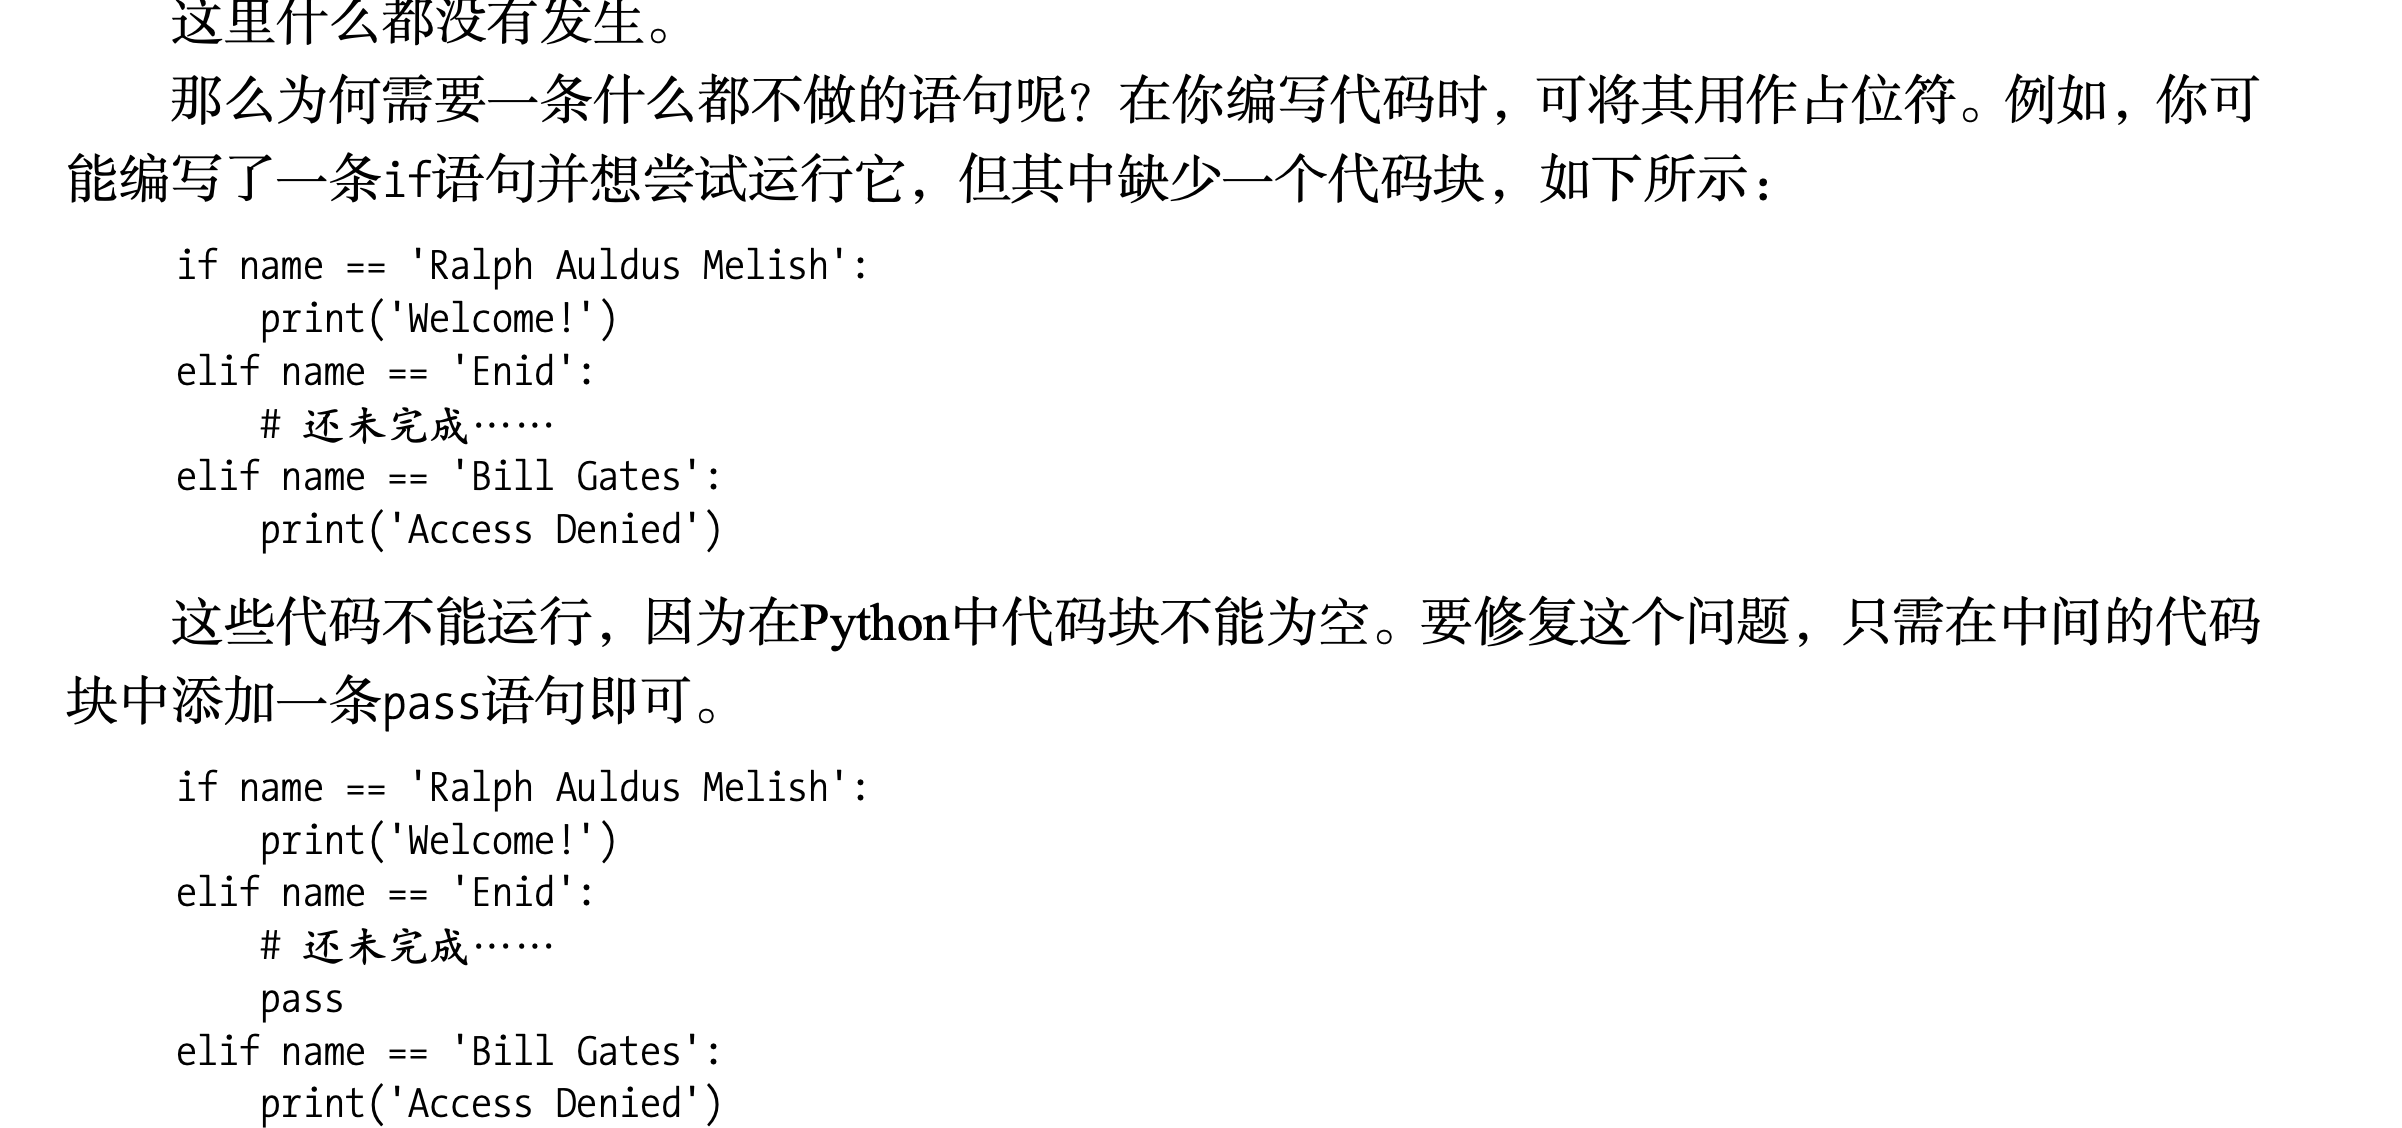 这里什么都没有发生。
那么为何需要一条什么都不做的语句呢？在你编写代码时，可将其用作占位符。例如，你可
能编写了一条if语句并想尝试运行它，但其中缺少一个代码块，如下所示：
if name == 'Ralph Auldus Melish':
    print('Welcome!')
elif name == 'Enid':
    # 还未完成……
elif name == 'Bill Gates':
    print('Access Denied')
这些代码不能运行，因为在Python中代码块不能为空。要修复这个问题，只需在中间的代码
块中添加一条pass语句即可。
if name == 'Ralph Auldus Melish':
    print('Welcome!')
elif name == 'Enid':
    # 还未完成……
    pass
elif name == 'Bill Gates':
    print('Access Denied')